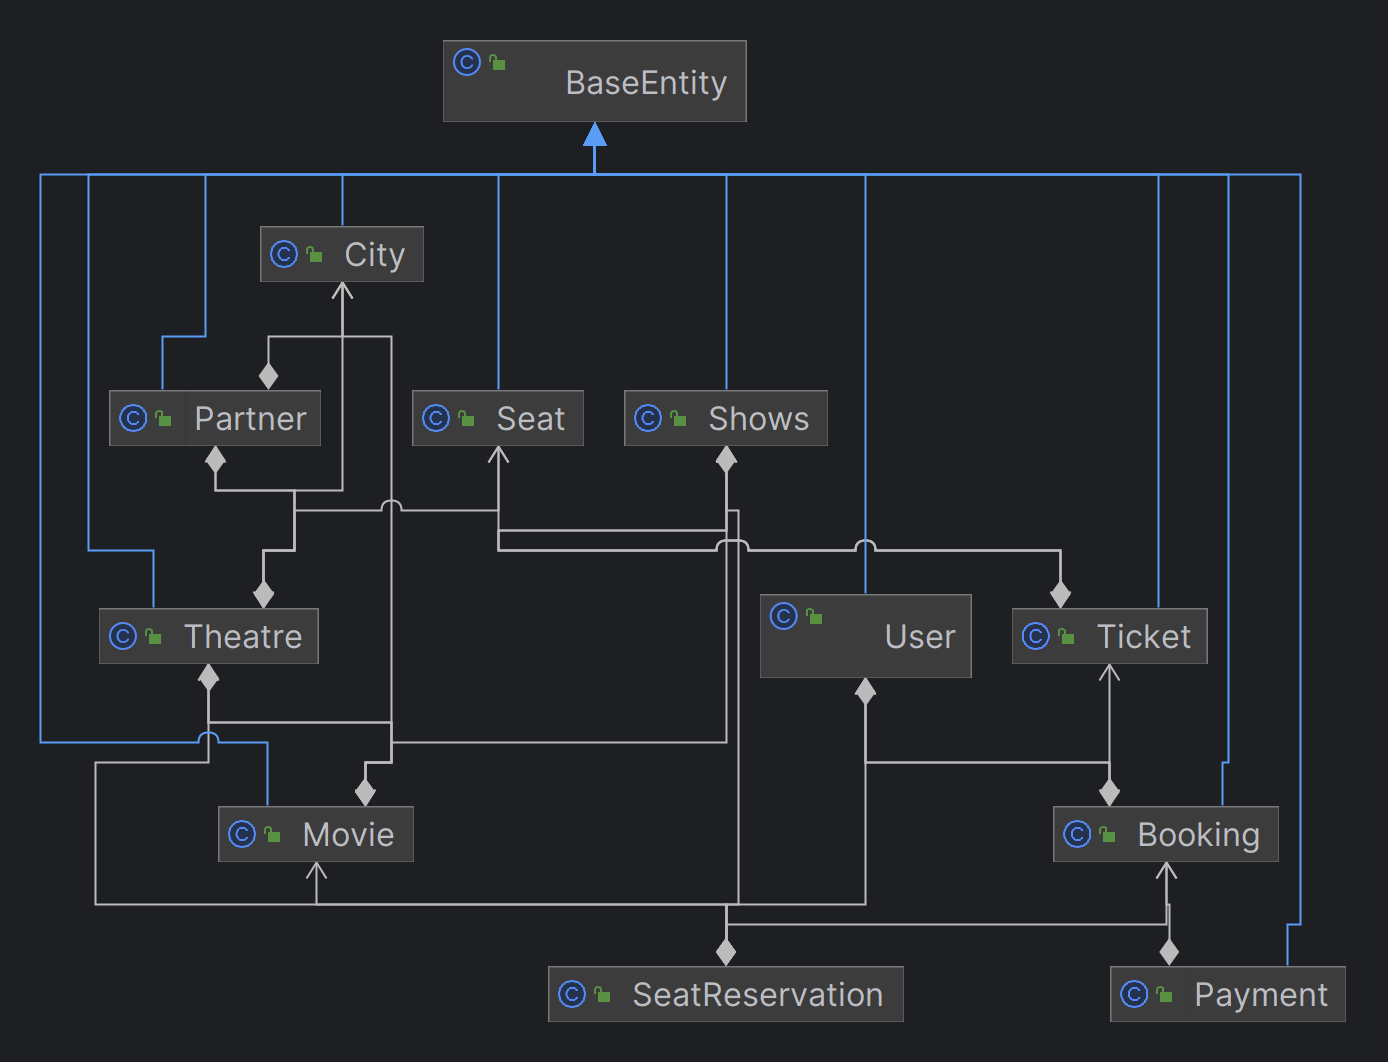 BaseEntity
City
Partner
Seat
Shows
Theatre
User
Ticket
Movie
Booking
SeatReservation
Payment